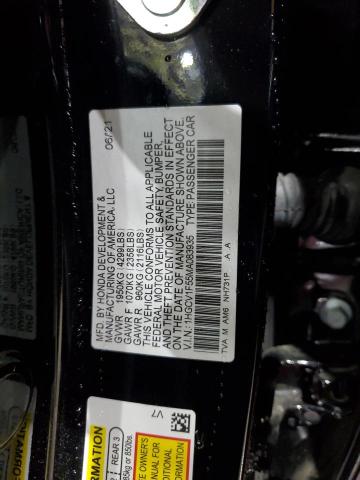 MFD. BY HONDA DEVELOPMENT &
MANUFACTURING OF AMERICA, LLC 06/21
GVWR 1950KG (4299LBS)
GAWR F 1070KG (2358LBS)
GAWR R 960KG (2116LBS)
THIS VEHICLE CONFORMS TO ALL APPLICABLE
FEDERAL MOTOR VEHICLE SAFETY, BUMPER,
AND THEFT PREVENTION STANDARDS IN EFFECT
ON THE DATE OF MANUFACTURE SHOWN ABOVE.
V.I.N.: 1HGCV1F55MA083935 TYPE:PASSENGER CAR
TVA M AM6 NH731P A A
V7
REAR 3